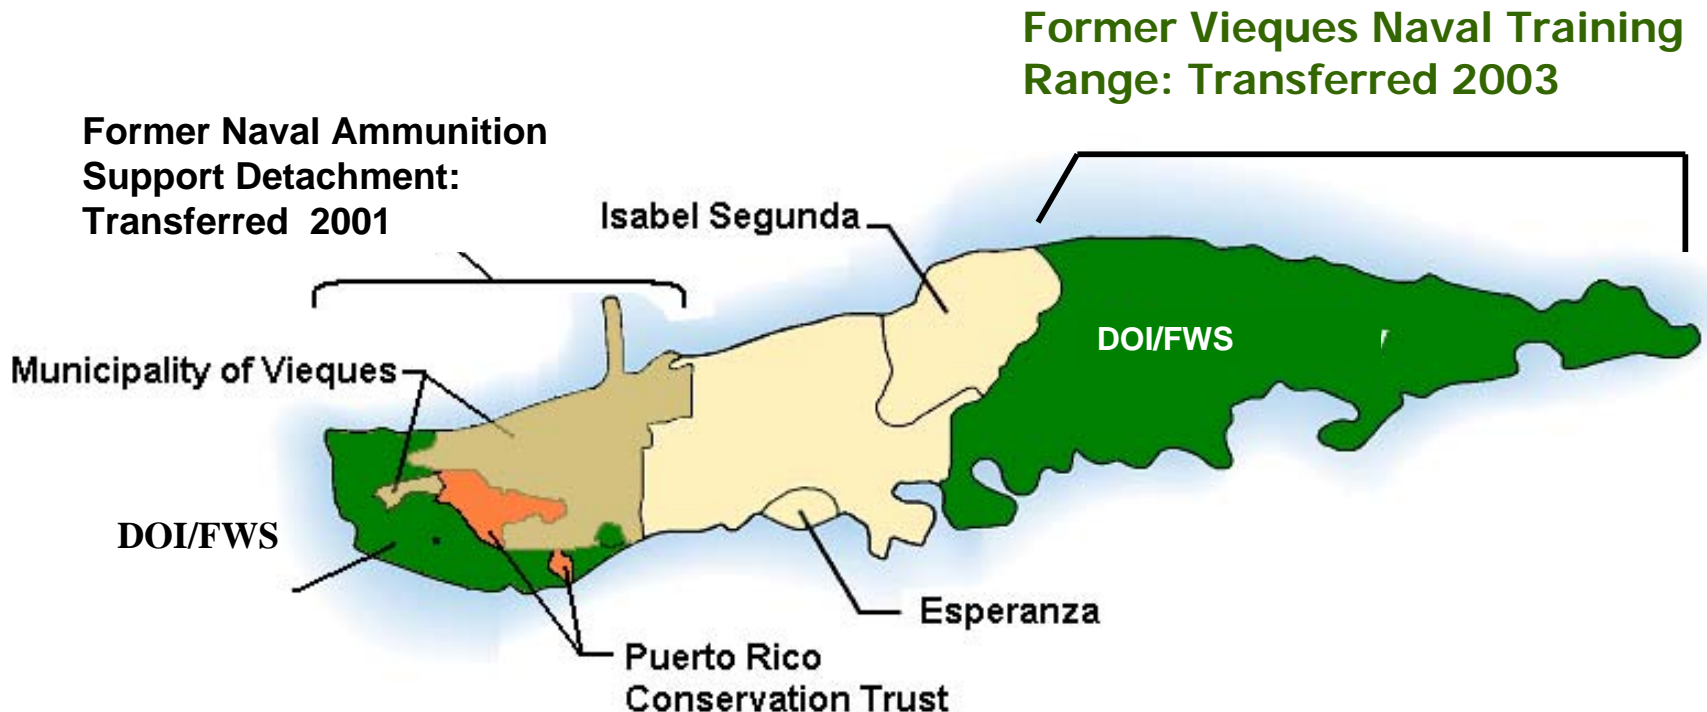 Former Vieques Naval Training
Range: Transferred 2003
Former Naval Ammunition
Support Detachment:
Transferred 2001
Isabel Segunda
DOI/FWS
Municipality of Vieques
DOI/FWS
Esperanza
Puerto Rico
Conservation Trust